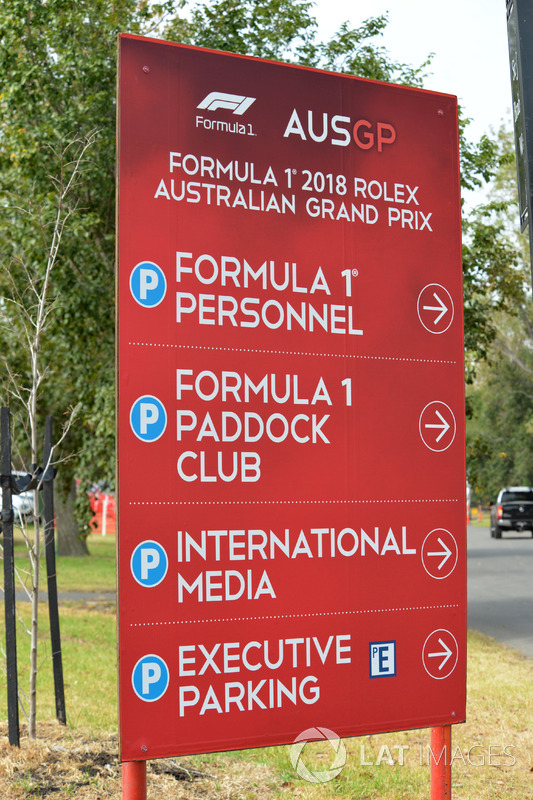 Formula 1
AUSGP
FORMULA 1® 2018 ROLEX
AUSTRALIAN GRAND PRIX
P
FORMULA 1®
PERSONNEL
P
FORMULA 1
PADDOCK
CLUB
P
INTERNATIONAL
MEDIA
P
EXECUTIVE
PARKING
PE
LAT IMAGES